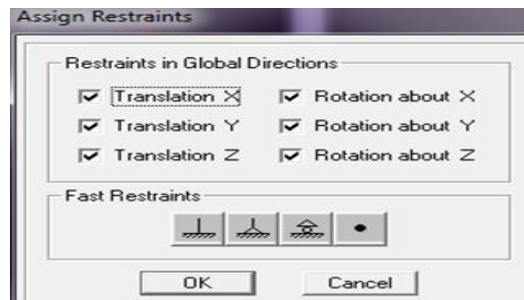 Assign Restraints
Restraints in Global Directions
Translation X Rotation about X
Translation Y Rotation about Y
Translation Z Rotation about Z
Fast Restraints
OK Cancel